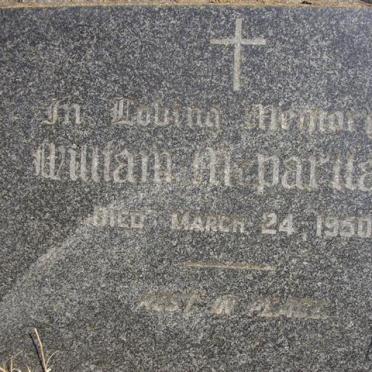 In Loving Memory
William McPartla
Died March 24, 1950
Rest in Peace